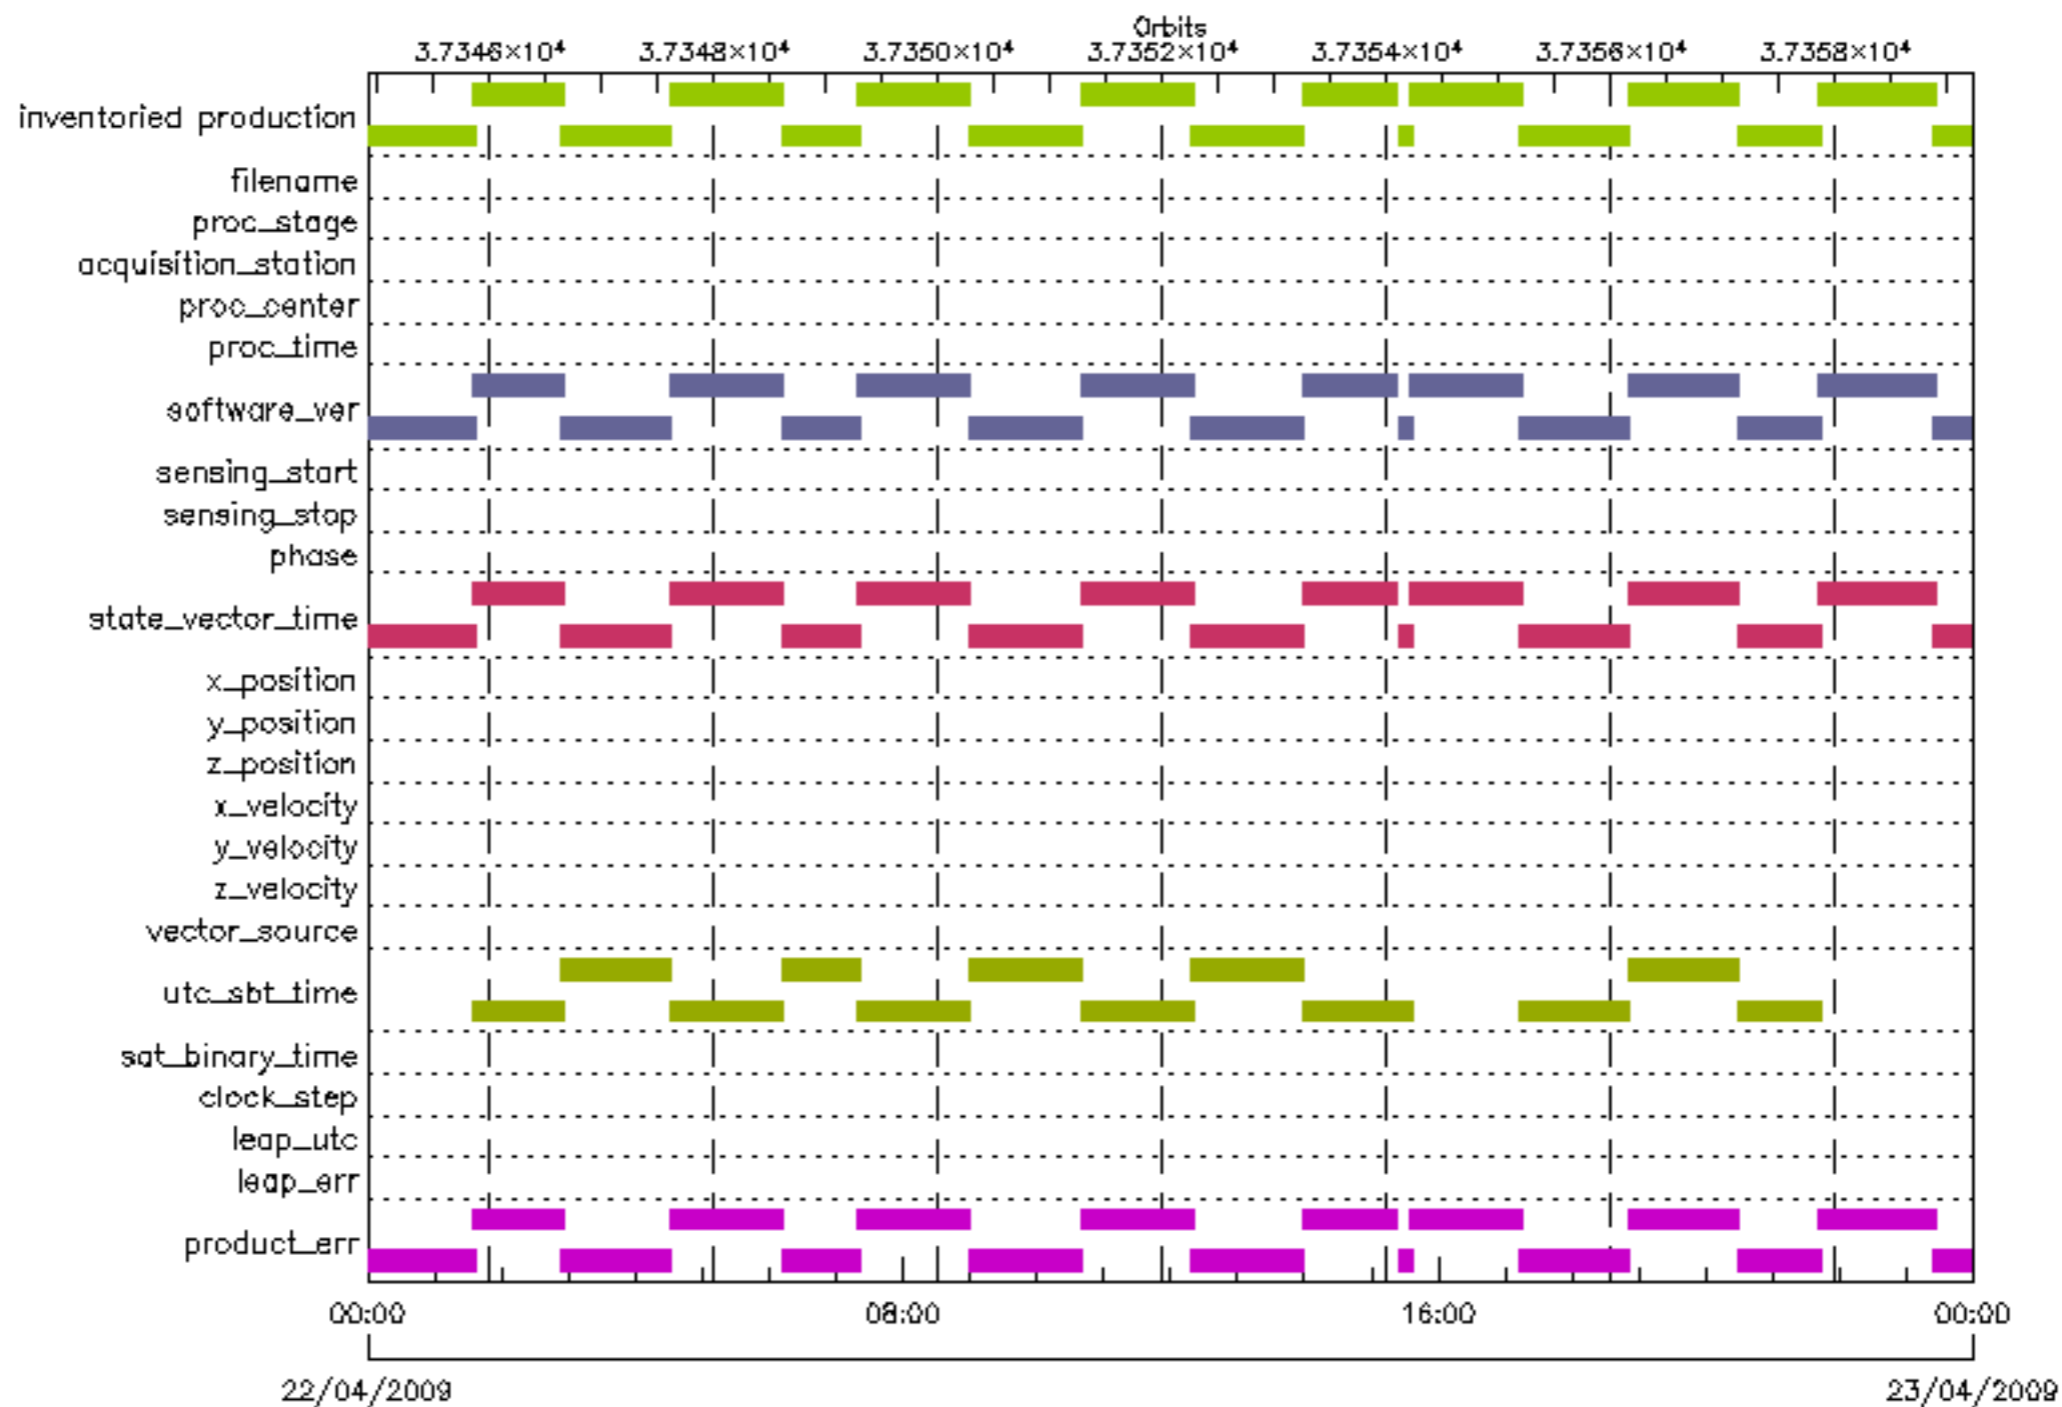 Orbits
3.7346×10⁴ 3.7348×10⁴ 3.7350×10⁴ 3.7352×10⁴ 3.7354×10⁴ 3.7356×10⁴ 3.7358×10⁴
inventoried production
filename
proc_stage
acquisition_station
proc_center
proc_time
software_ver
sensing_start
sensing_stop
phase
state_vector_time
x_position
y_position
z_position
x_velocity
y_velocity
z_velocity
vector_source
utc_sbt_time
sat_binary_time
clock_step
leap_utc
leap_err
product_err
00:00 08:00 16:00 00:00
22/04/2009 23/04/2009